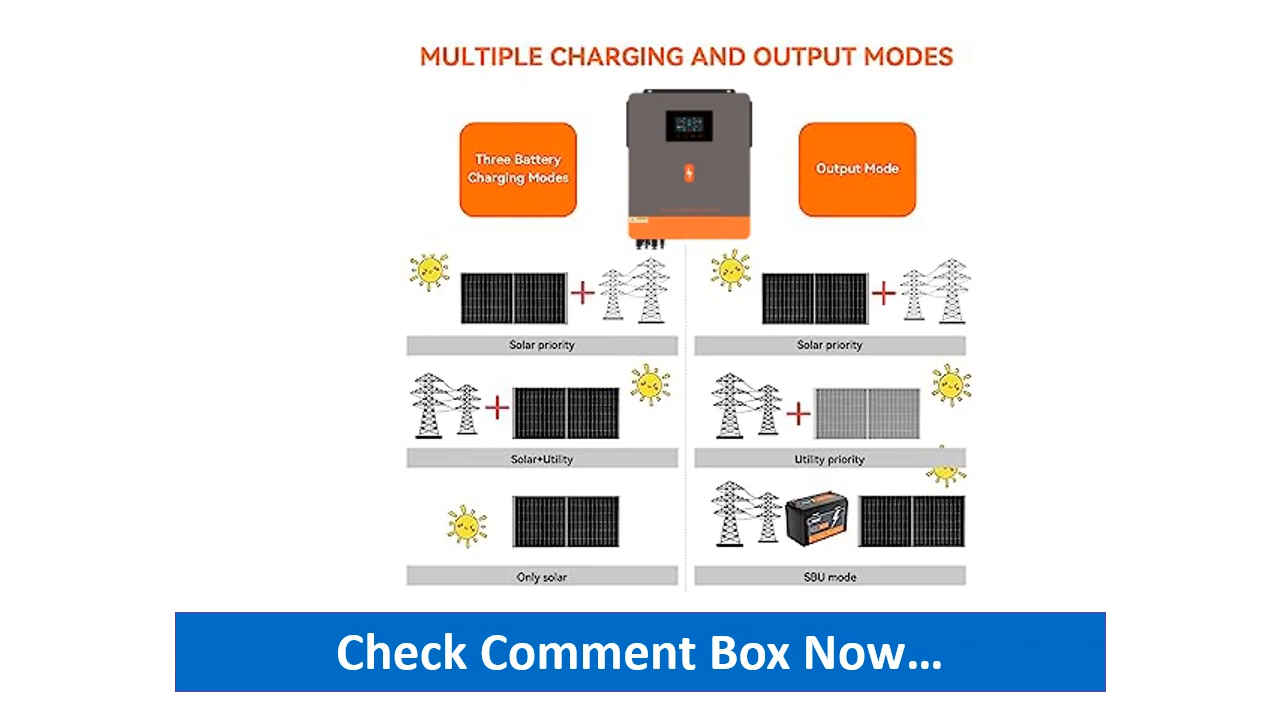 MULTIPLE CHARGING AND OUTPUT MODES
Three Battery
Charging Modes
Output Mode
Solar priority
Solar priority
Solar+Utility
Utility priority
Only solar
SBU mode
Check Comment Box Now...